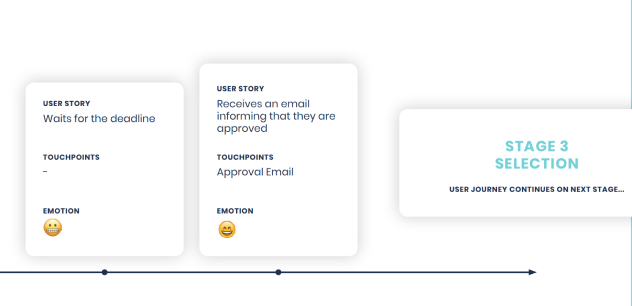 USER STORY
Waits for the deadline
TOUCHPOINTS
-
EMOTION
USER STORY
Receives an email
informing that they are
approved
TOUCHPOINTS
Approval Email
EMOTION
STAGE 3
SELECTION
USER JOURNEY CONTINUES ON NEXT STAGE...